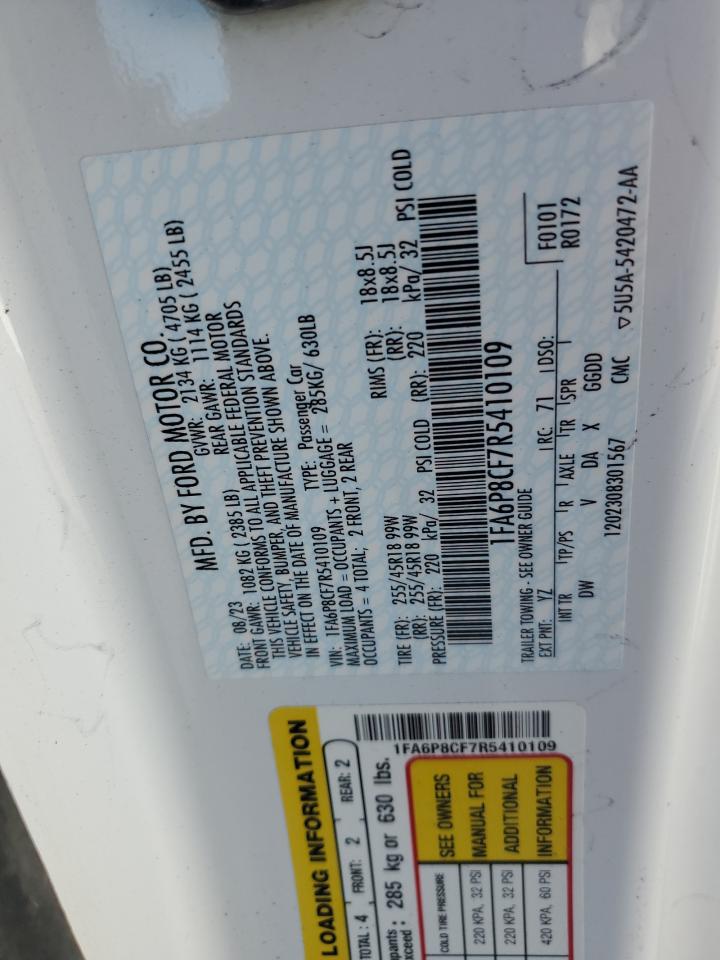 MFD. BY FORD MOTOR CO.
DATE: 08/23 GVWR: 2134 KG ( 4705 LB)
FRONT GAWR: 1082 KG ( 2385 LB) REAR GAWR: 1114 KG ( 2455 LB)
THIS VEHICLE CONFORMS TO ALL APPLICABLE FEDERAL MOTOR
VEHICLE SAFETY, BUMPER, AND THEFT PREVENTION STANDARDS
IN EFFECT ON THE DATE OF MANUFACTURE SHOWN ABOVE.
VIN: 1FA6P8CF7R5410109 TYPE: Passenger Car
MAXIMUM LOAD = OCCUPANTS + LUGGAGE = 285KG/ 630LB
OCCUPANTS = 4 TOTAL; 2 FRONT, 2 REAR
TIRE (FR): 255/45R18 99W RIMS (FR): 18x8.5J
(RR): 255/45R18 99W (RR): 18x8.5J
PRESSURE (FR): 220 kPa/ 32 PSI COLD (RR): 220 kPa/ 32 PSI COLD
1FA6P8CF7R5410109
TRAILER TOWING - SEE OWNER GUIDE
EXT PNT: YZ RC: 71 DSO: F0101
R0172
INT TR TP/PS R AXLE TR SPR
DW V DA X GGDD
1202308301567 CMC ▽5U5A-5420472-AA
LOADING INFORMATION
TOTAL: 4 FRONT: 2 REAR: 2
285 kg or 630 lbs.
exceed :
1FA6P8CF7R5410109
COLD TIRE PRESSURE SEE OWNERS
220 KPA, 32 PSI MANUAL FOR
220 KPA, 32 PSI ADDITIONAL
420 KPA, 60 PSI INFORMATION